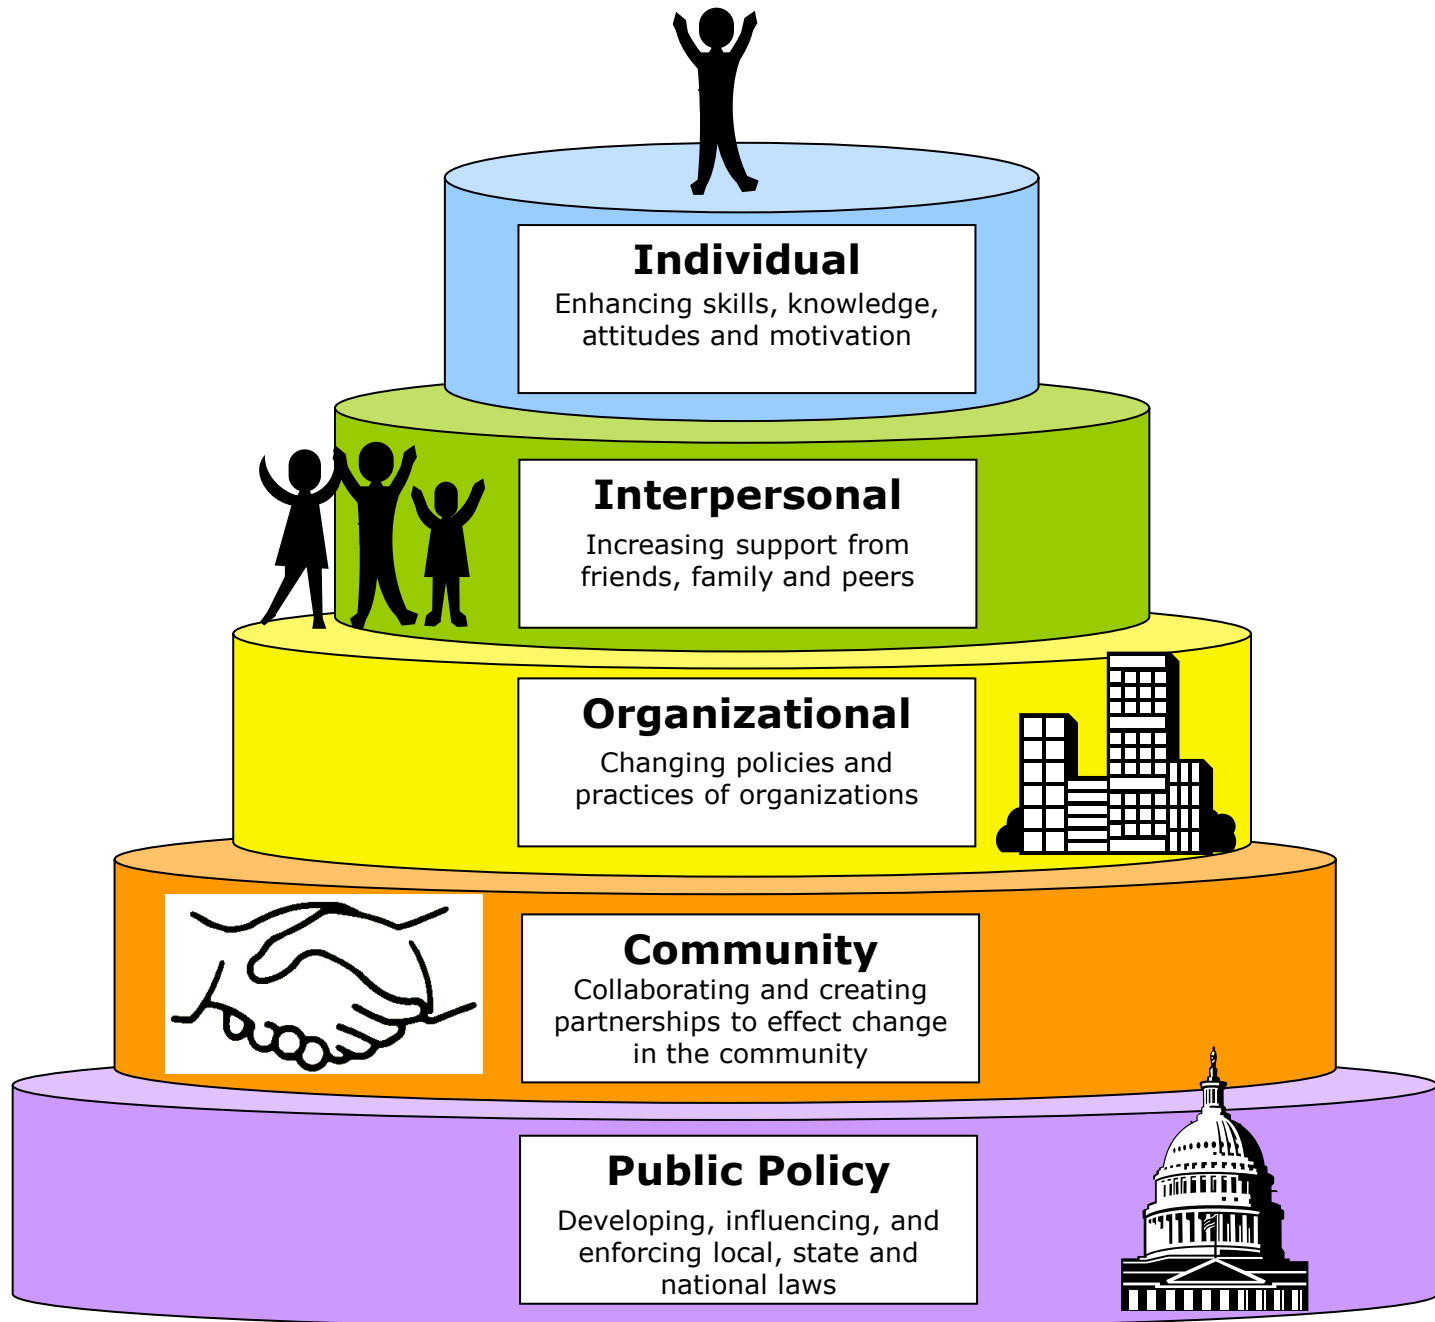 Individual
Enhancing skills, knowledge,
attitudes and motivation
Interpersonal
Increasing support from
friends, family and peers
Organizational
Changing policies and
practices of organizations
Community
Collaborating and creating
partnerships to effect change
in the community
Public Policy
Developing, influencing, and
enforcing local, state and
national laws